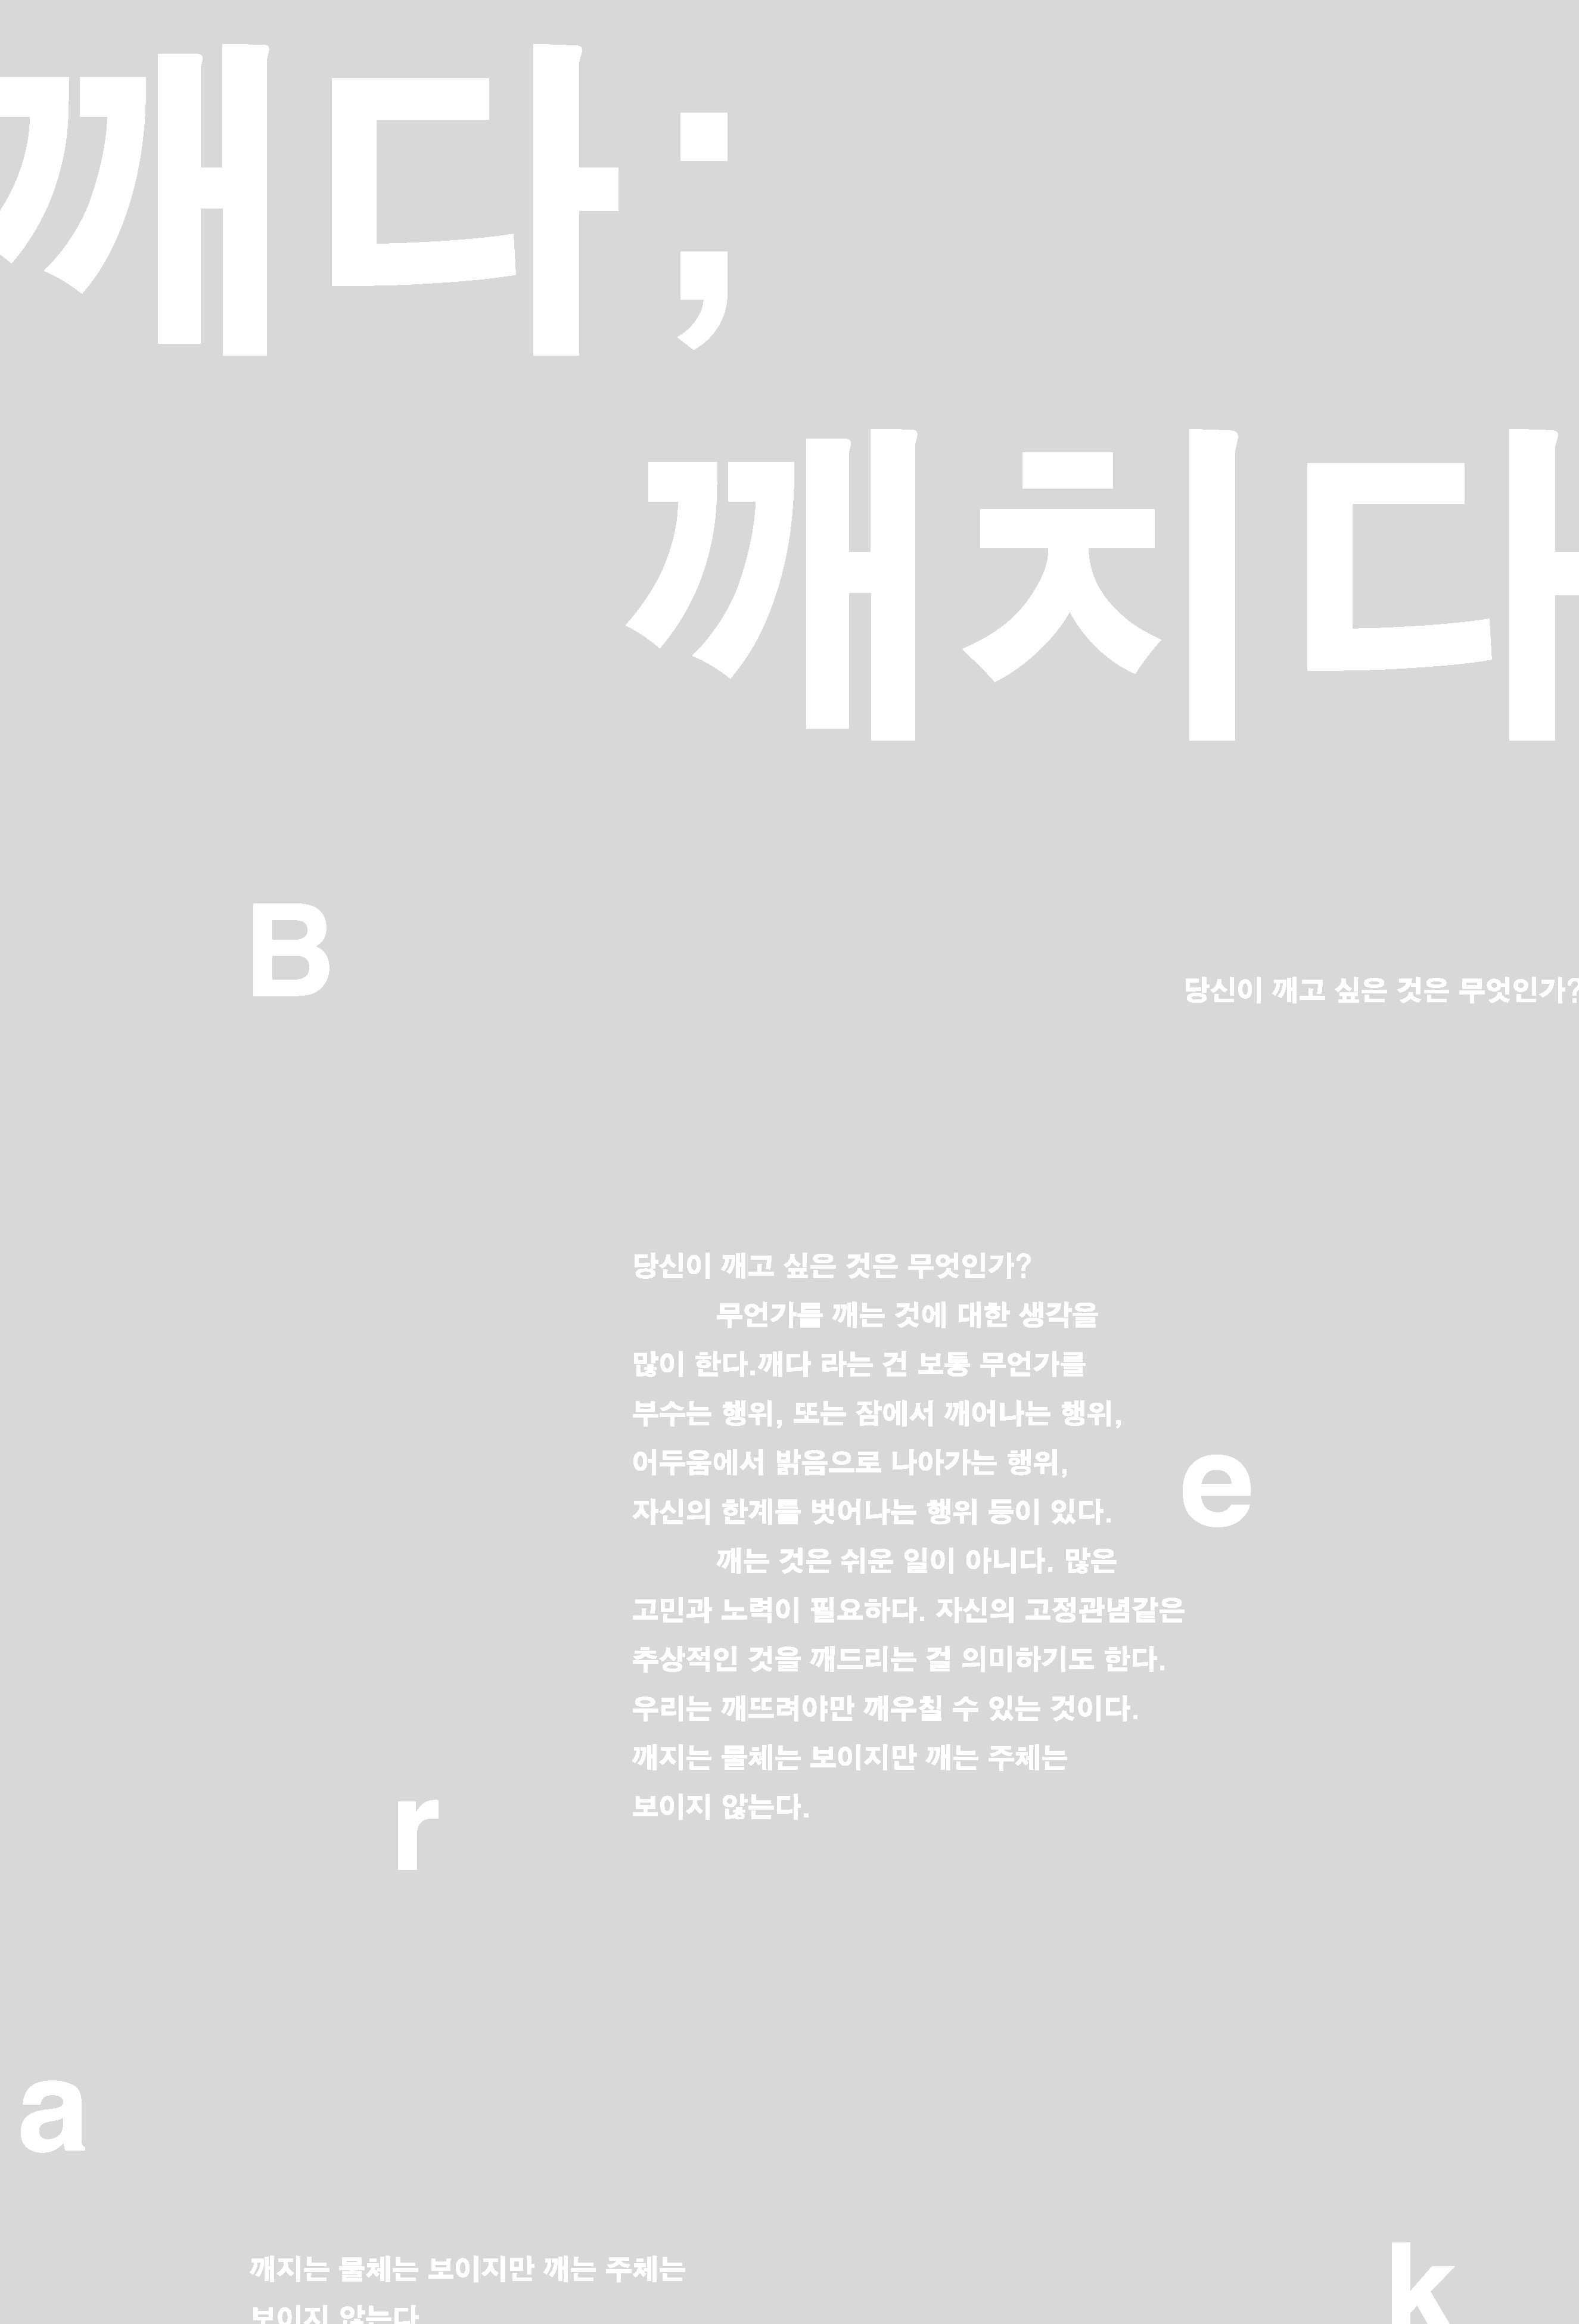 깨다;
깨치다
B
당신이 깨고 싶은 것은 무엇인가?
당신이 깨고 싶은 것은 무엇인가?
무언가를 깨는 것에 대한 생각을
많이 한다.깨다 라는 건 보통 무언가를
부수는 행위, 또는 잠에서 깨어나는 행위,
어두움에서 밝음으로 나아가는 행위,
e
자신의 한계를 벗어나는 행위 등이 있다.
깨는 것은 쉬운 일이 아니다. 많은
고민과 노력이 필요하다. 자신의 고정관념같은
추상적인 것을 깨드리는 걸 의미하기도 한다.
우리는 깨뜨려야만 깨우칠 수 있는 것이다.
깨지는 물체는 보이지만 깨는 주체는
보이지 않는다.
r
a
깨지는 물체는 보이지만 깨는 주체는
k
보이지 않는다